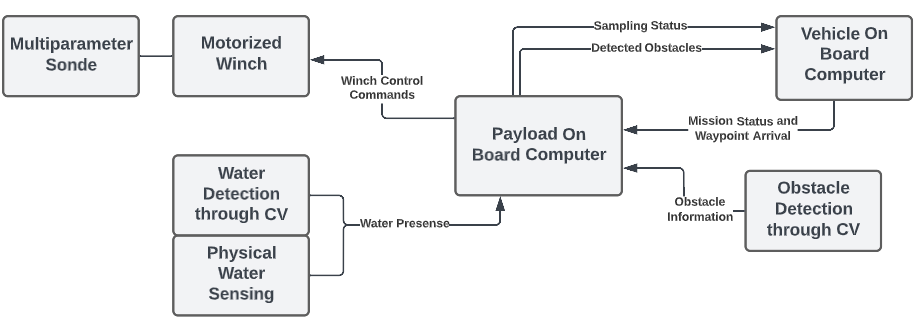 Multiparameter
Sonde
Motorized
Winch
Winch Control
Commands
Sampling Status
Detected Obstacles
Vehicle On
Board
Computer
Payload On
Board Computer
Mission Status and
Waypoint Arrival
Water
Detection
through CV
Physical
Water
Sensing
Water Presense
Obstacle
Information
Obstacle
Detection
through CV